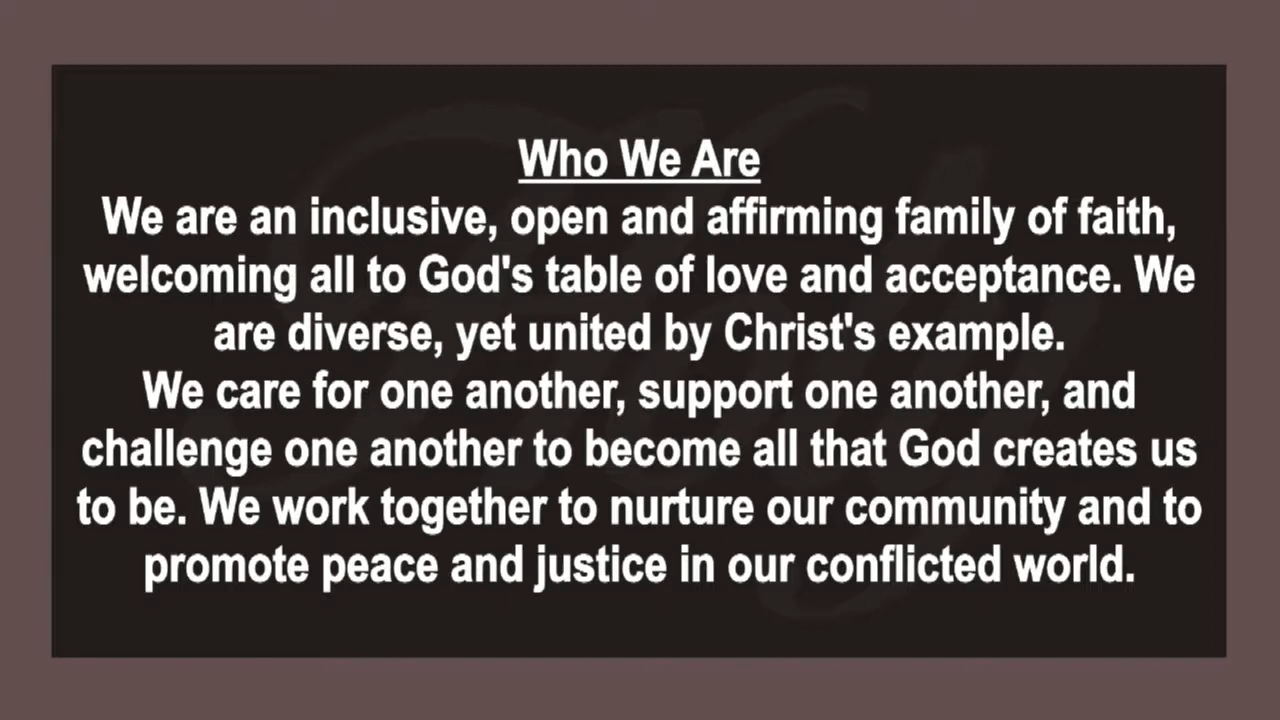 Who We Are
We are an inclusive, open and affirming family of faith,
welcoming all to God's table of love and acceptance. We
are diverse, yet united by Christ's example.
We care for one another, support one another, and
challenge one another to become all that God creates us
to be. We work together to nurture our community and to
promote peace and justice in our conflicted world.